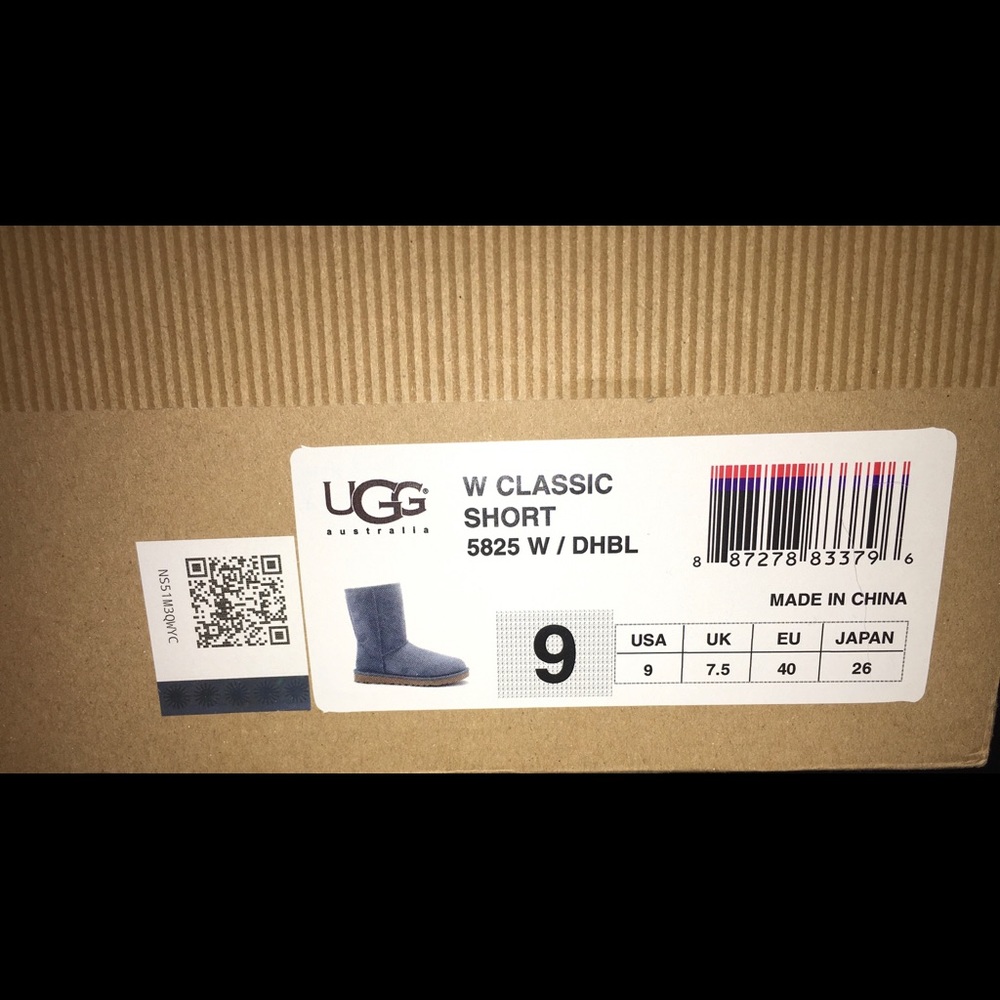 UGG®
australia
W CLASSIC
SHORT
5825 W / DHBL
8 87278 83379 6
MADE IN CHINA
9
USA UK EU JAPAN
9 7.5 40 26
NS51M3QWYC